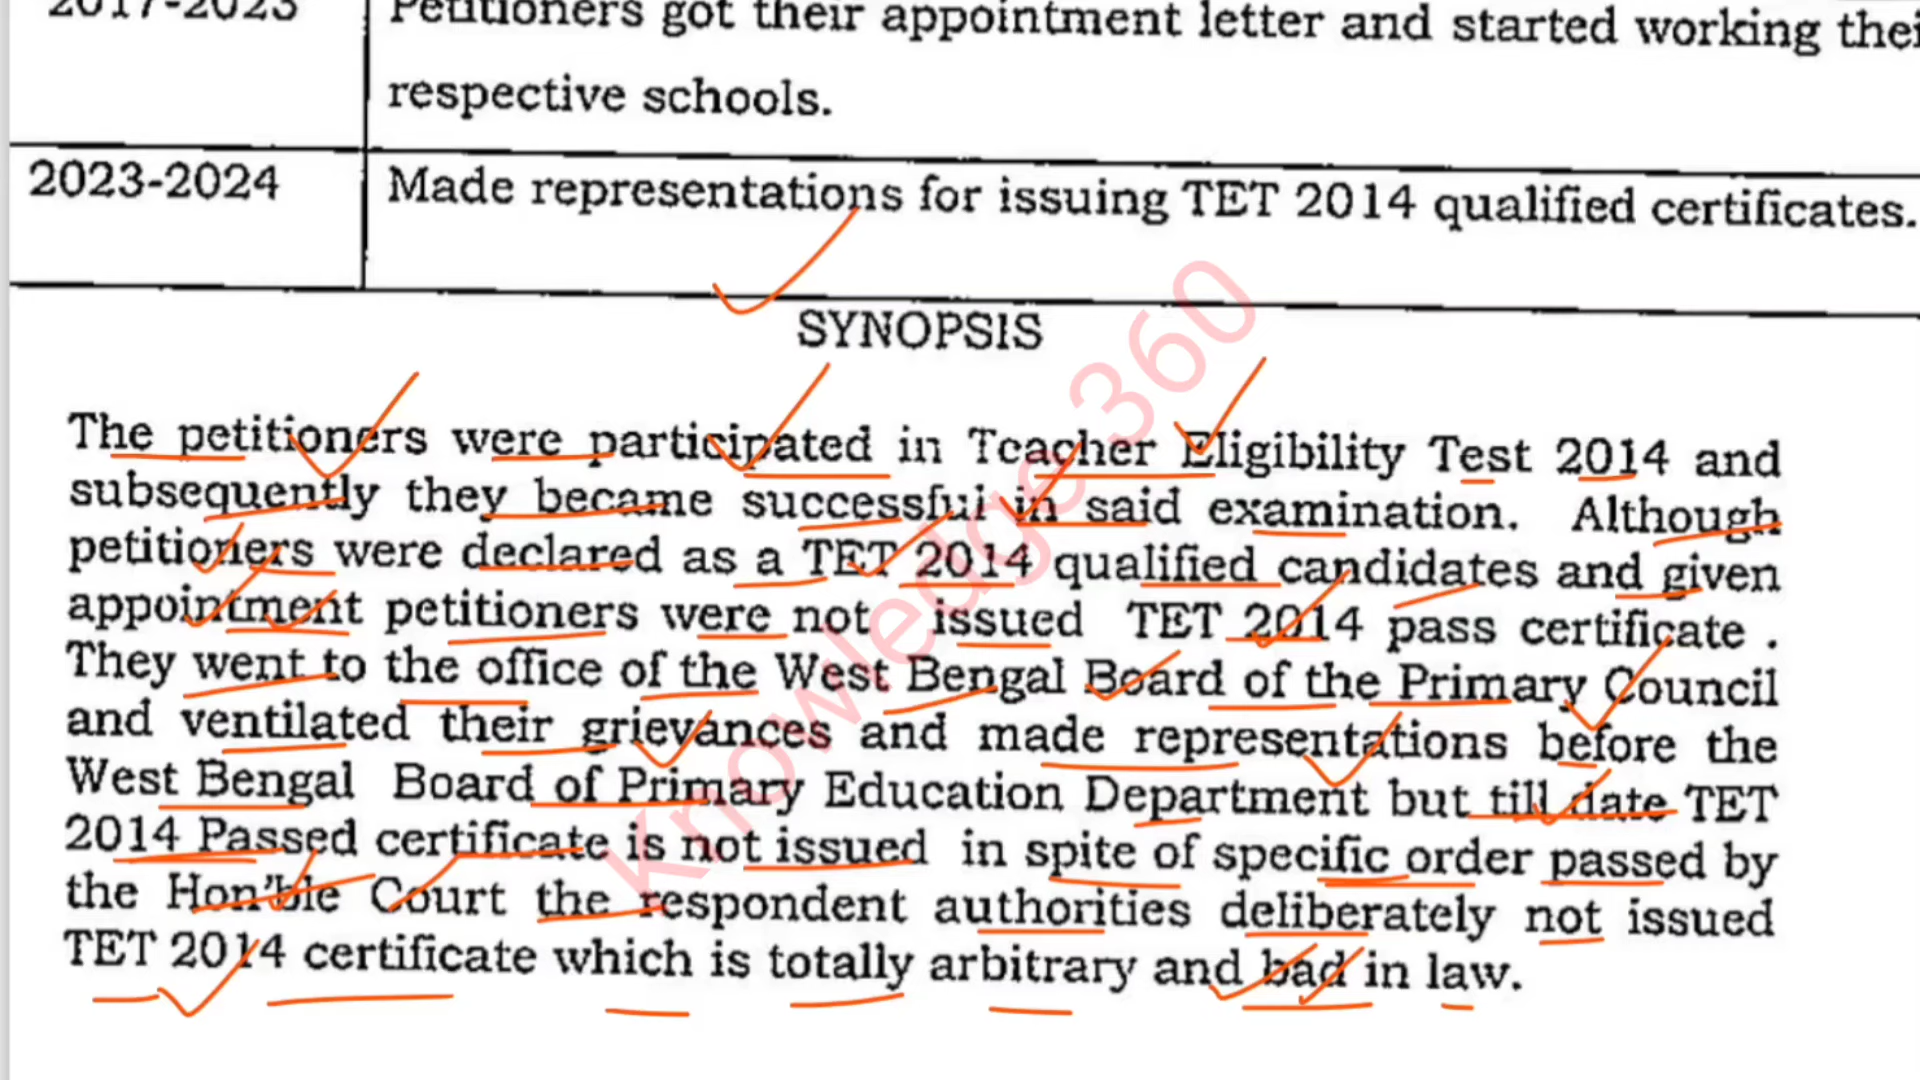 2017-2023 Petitioners got their appointment letter and started working thei
respective schools.
2023-2024 Made representations for issuing TET 2014 qualified certificates.
SYNOPSIS
The petitioners were participated in Teacher Eligibility Test 2014 and
subsequently they became successful in said examination. Although
petitioners were declared as a TET 2014 qualified candidates and given
appointment petitioners were not issued TET 2014 pass certificate .
They went to the office of the West Bengal Board of the Primary Council
and ventilated their grievances and made representations before the
West Bengal Board of Primary Education Department but till date TET
2014 Passed certificate is not issued in spite of specific order passed by
the Hon'ble Court the respondent authorities deliberately not issued
TET 2014 certificate which is totally arbitrary and bad in law.
Knowledge 360